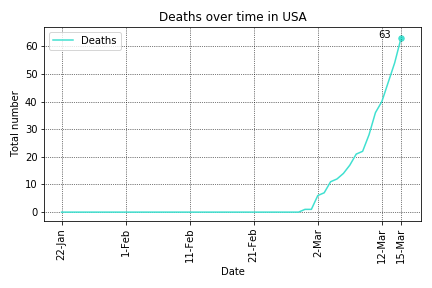 Deaths over time in USA
Deaths
63
Total number
60
50
40
30
20
10
0
22-Jan
1-Feb
11-Feb
21-Feb
2-Mar
12-Mar
15-Mar
Date